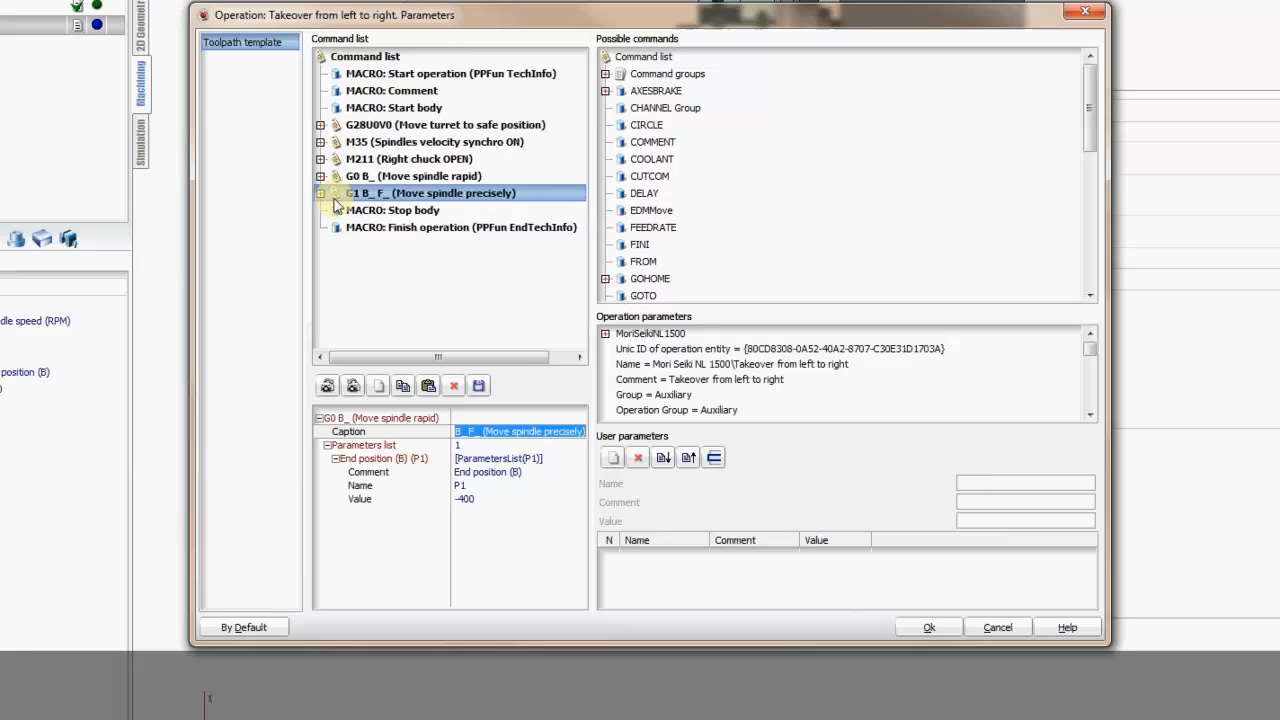 Operation: Takeover from left to right. Parameters
2D Geometry
Machining
Simulation
dle speed (RPM)
position (B)
Toolpath template
Command list
Command list
MACRO: Start operation (PPFun TechInfo)
MACRO: Comment
MACRO: Start body
G28U0V0 (Move turret to safe position)
M35 (Spindles velocity synchro ON)
M211 (Right chuck OPEN)
G0 B_ (Move spindle rapid)
G1 B_ F_ (Move spindle precisely)
MACRO: Stop body
MACRO: Finish operation (PPFun EndTechInfo)
G0 B_ (Move spindle rapid)
Caption B_ F_ (Move spindle precisely)
Parameters list 1
End position (B) (P1) [ParametersList(P1)]
Comment End position (B)
Name P1
Value -400
Possible commands
Command list
Command groups
AXESBRAKE
CHANNEL Group
CIRCLE
COMMENT
COOLANT
CUTCOM
DELAY
EDMMove
FEEDRATE
FINI
FROM
GOHOME
GOTO
Operation parameters
MoriSeikiNL1500
Unic ID of operation entity = {80CD8308-0A52-40A2-8707-C30E31D1703A}
Name = Mori Seiki NL 1500\Takeover from left to right
Comment = Takeover from left to right
Group = Auxiliary
Operation Group = Auxiliary
User parameters
Name
Comment
Value
N Name Comment Value
By Default Ok Cancel Help
X